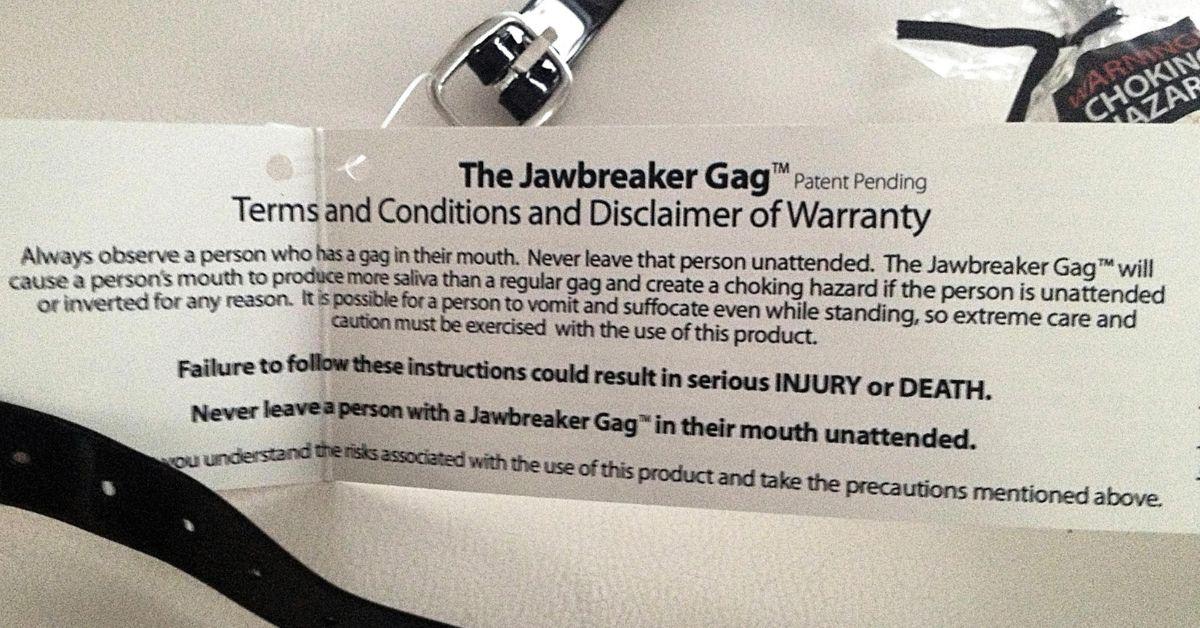 WARNING
CHOKING
HAZARD
The Jawbreaker Gag™ Patent Pending
Terms and Conditions and Disclaimer of Warranty
Always observe a person who has a gag in their mouth. Never leave that person unattended. The Jawbreaker Gag™ will
cause a person's mouth to produce more saliva than a regular gag and create a choking hazard if the person is unattended
or inverted for any reason. It is possible for a person to vomit and suffocate even while standing, so extreme care and
caution must be exercised with the use of this product.
Failure to follow these instructions could result in serious INJURY or DEATH.
Never leave a person with a Jawbreaker Gag™ in their mouth unattended.
you understand the risks associated with the use of this product and take the precautions mentioned above.